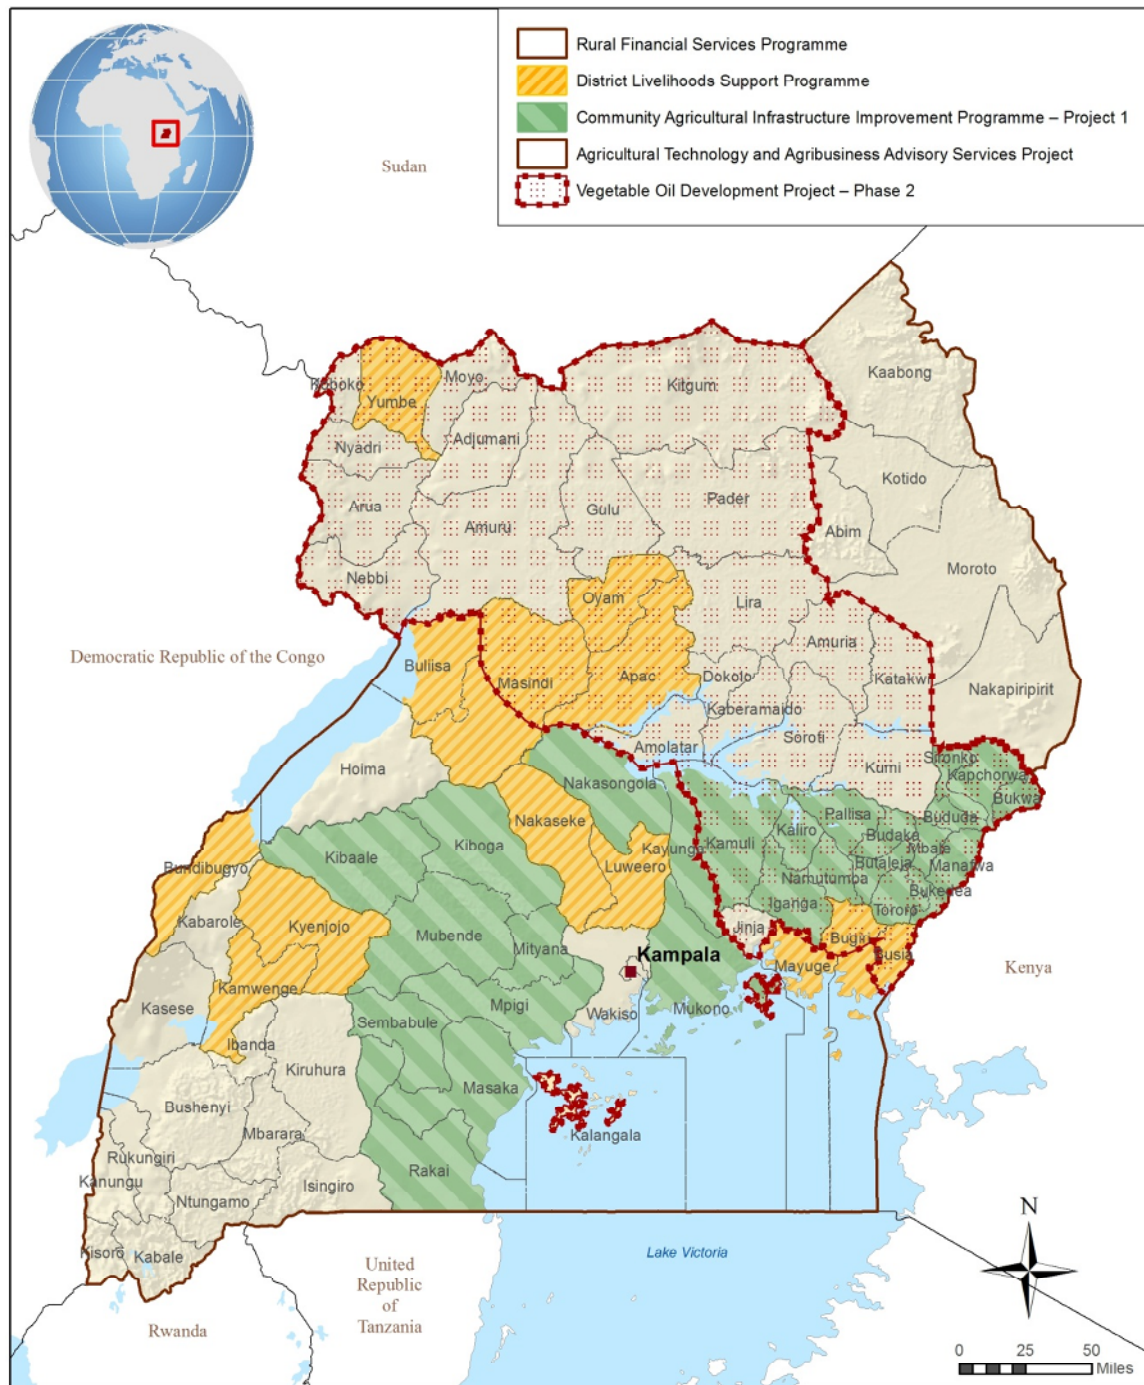 Rural Financial Services Programme
District Livelihoods Support Programme
Community Agricultural Infrastructure Improvement Programme – Project 1
Agricultural Technology and Agribusiness Advisory Services Project
Vegetable Oil Development Project – Phase 2
Sudan
Kaabong
Koboko
Moyo
Kitgum
Yumbe
Adjumani
Nyadri
Kotido
Arua
Amuru
Gulu
Pader
Abim
Moroto
Nebbi
Oyam
Lira
Amuria
Democratic Republic of the Congo
Buliisa
Masindi
Apac
Dokolo
Katakwi
Nakapiripirit
Kaberamaido
Soroti
Amolatar
Hoima
Kumi
Sironko
Kapchorwa
Nakasongola
Bukwa
Nakaseke
Pallisa
Bududa
Kibaale
Kiboga
Kayunga
Kamuli
Kaliro
Budaka
Mbale
Bundibugyo
Luweero
Butaleja
Manafwa
Namutumba
Bukedea
Kabarole
Kyenjojo
Iganga
Tororo
Mubende
Mityana
Jinja
Bugiri
Kampala
Busia
Mayuge
Kenya
Kasese
Kamwenge
Mpigi
Wakiso
Mukono
Sembabule
Ibanda
Kiruhura
Masaka
Bushenyi
Mbarara
Kalangala
Rukungiri
Rakai
Kanungu
Isingiro
Ntungamo
Kisoro
Kabale
N
Lake Victoria
United
Republic
of
Tanzania
Rwanda
0 25 50
Miles